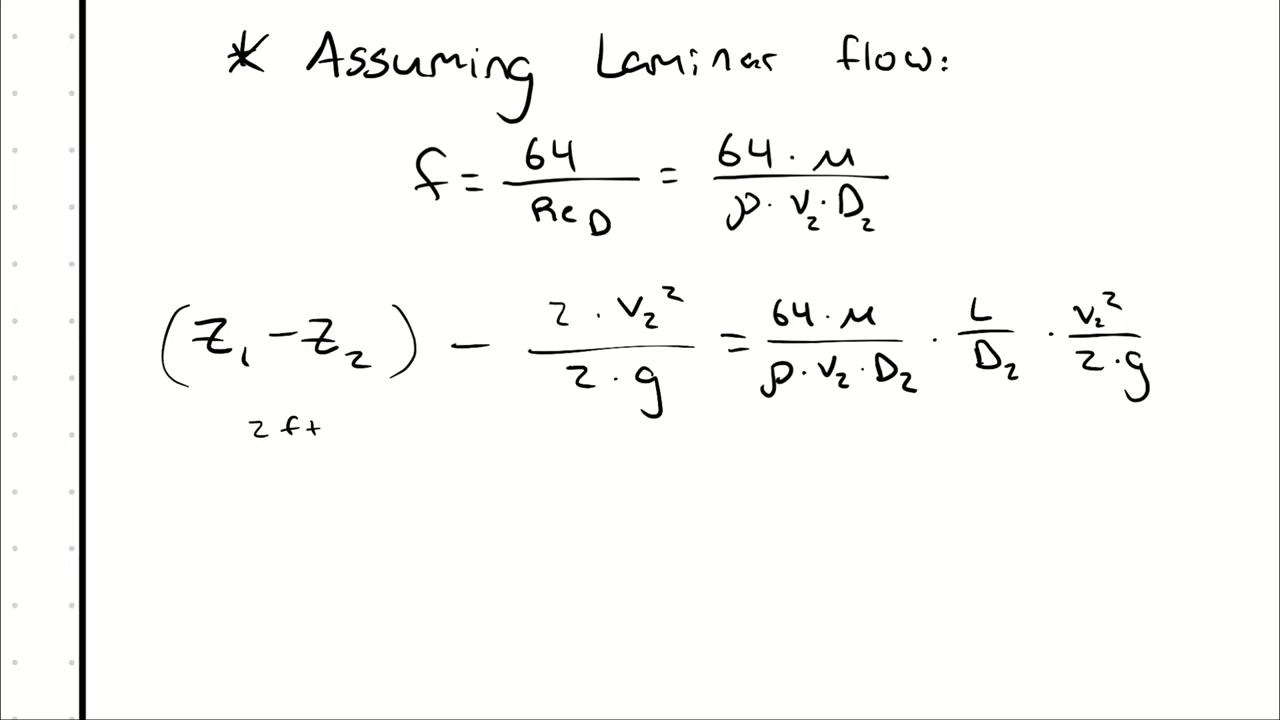 * Assuming Laminar flow:
f = 64 / Re_D = 64 · μ / ρ · V₂ · D₂
(Z₁ - Z₂) - 2 · V₂² / 2 · g = 64 · μ / ρ · V₂ · D₂ · L / D₂ · V₂² / 2 · g
2 ft